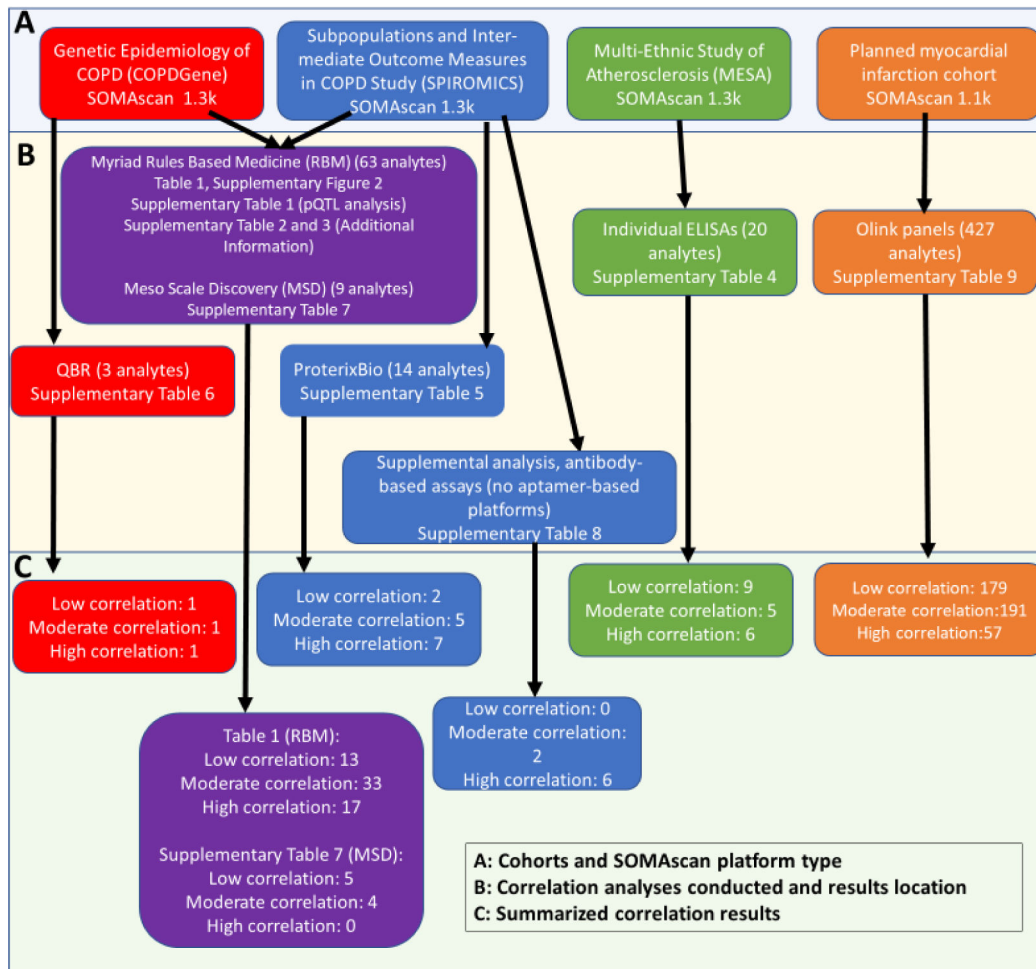 A
Genetic Epidemiology of
COPD (COPDGene)
SOMAscan 1.3k
Subpopulations and Inter-
mediate Outcome Measures
in COPD Study (SPIROMICS)
SOMAscan 1.3k
Multi-Ethnic Study of
Atherosclerosis (MESA)
SOMAscan 1.3k
Planned myocardial
infarction cohort
SOMAscan 1.1k
B
Myriad Rules Based Medicine (RBM) (63 analytes)
Table 1, Supplementary Figure 2
Supplementary Table 1 (pQTL analysis)
Supplementary Table 2 and 3 (Additional
Information)
Meso Scale Discovery (MSD) (9 analytes)
Supplementary Table 7
Individual ELISAs (20
analytes)
Supplementary Table 4
Olink panels (427
analytes)
Supplementary Table 9
QBR (3 analytes)
Supplementary Table 6
ProterixBio (14 analytes)
Supplementary Table 5
Supplemental analysis, antibody-
based assays (no aptamer-based
platforms)
Supplementary Table 8
C
Low correlation: 1
Moderate correlation: 1
High correlation: 1
Low correlation: 2
Moderate correlation: 5
High correlation: 7
Low correlation: 9
Moderate correlation: 5
High correlation: 6
Low correlation: 179
Moderate correlation:191
High correlation:57
Table 1 (RBM):
Low correlation: 13
Moderate correlation: 33
High correlation: 17
Supplementary Table 7 (MSD):
Low correlation: 5
Moderate correlation: 4
High correlation: 0
Low correlation: 0
Moderate correlation:
2
High correlation: 6
A: Cohorts and SOMAscan platform type
B: Correlation analyses conducted and results location
C: Summarized correlation results